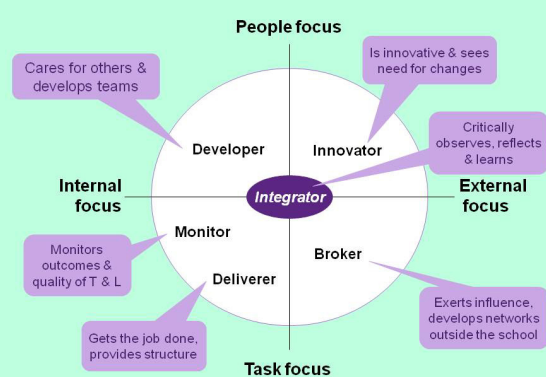 People focus
Is innovative & sees
need for changes
Cares for others &
develops teams
Critically
observes, reflects
& learns
Developer
Innovator
Internal
focus
Integrator
External
focus
Monitor
Broker
Deliverer
Monitors
outcomes &
quality of T & L
Exerts influence,
develops networks
outside the school
Gets the job done,
provides structure
Task focus